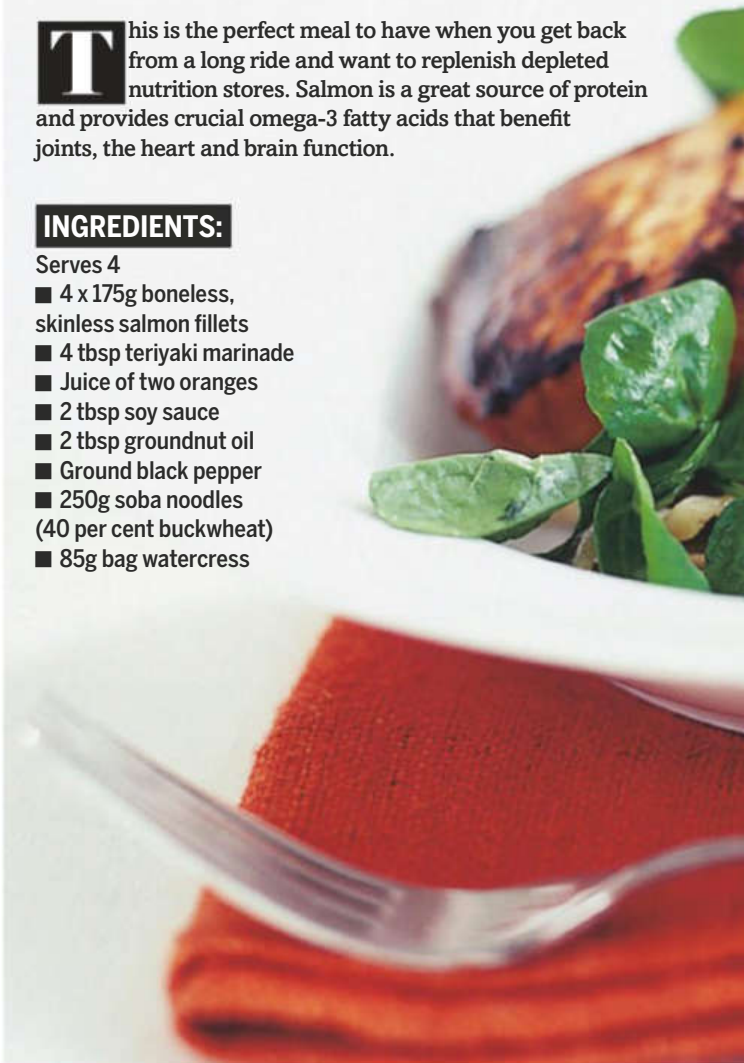 This is the perfect meal to have when you get back
from a long ride and want to replenish depleted
nutrition stores. Salmon is a great source of protein
and provides crucial omega-3 fatty acids that benefit
joints, the heart and brain function.
INGREDIENTS:
Serves 4
■ 4 x 175g boneless,
skinless salmon fillets
■ 4 tbsp teriyaki marinade
■ Juice of two oranges
■ 2 tbsp soy sauce
■ 2 tbsp groundnut oil
■ Ground black pepper
■ 250g soba noodles
(40 per cent buckwheat)
■ 85g bag watercress